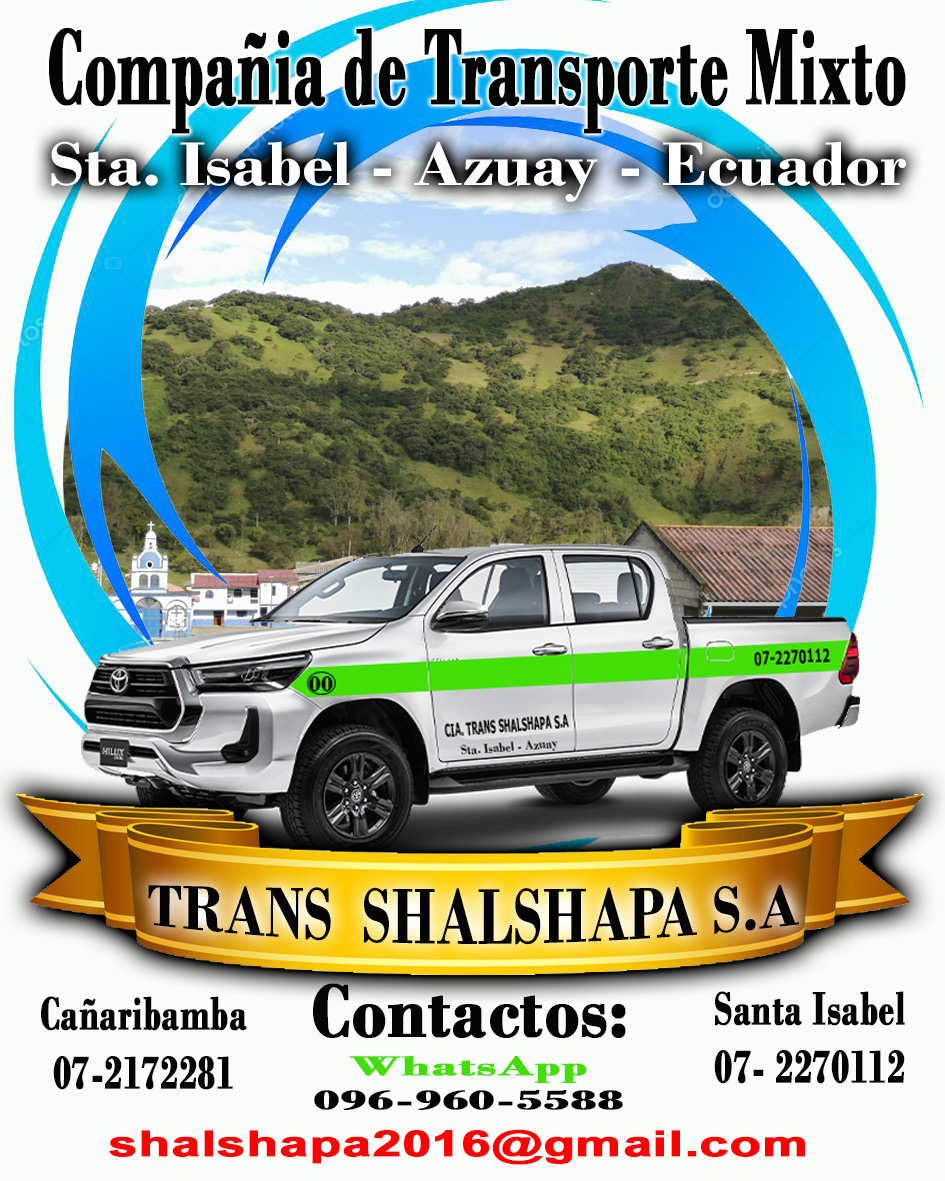 Compañia de Transporte Mixto
Sta. Isabel - Azuay - Ecuador
07-2270112
00
CIA. TRANS SHALSHAPA S.A
Sta. Isabel - Azuay
HILUX
TRANS SHALSHAPA S.A
Contactos:
Cañaribamba
07-2172281
WhatsApp
096-960-5588
Santa Isabel
07- 2270112
shalshapa2016@gmail.com